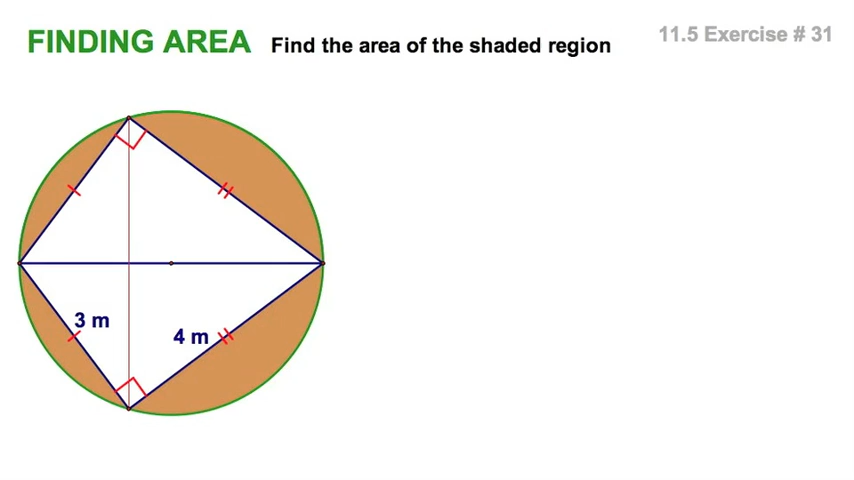 FINDING AREA Find the area of the shaded region
11.5 Exercise # 31
3 m
4 m